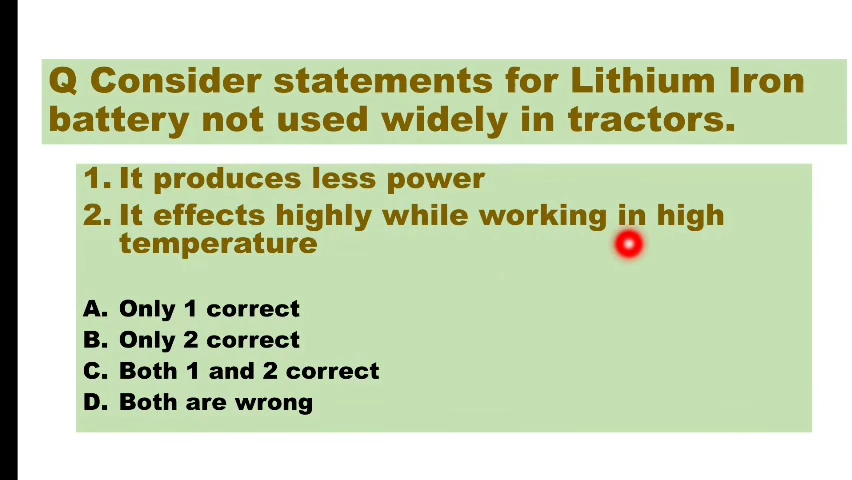 Q Consider statements for Lithium Iron
battery not used widely in tractors.
1. It produces less power
2. It effects highly while working in high
temperature
A. Only 1 correct
B. Only 2 correct
C. Both 1 and 2 correct
D. Both are wrong